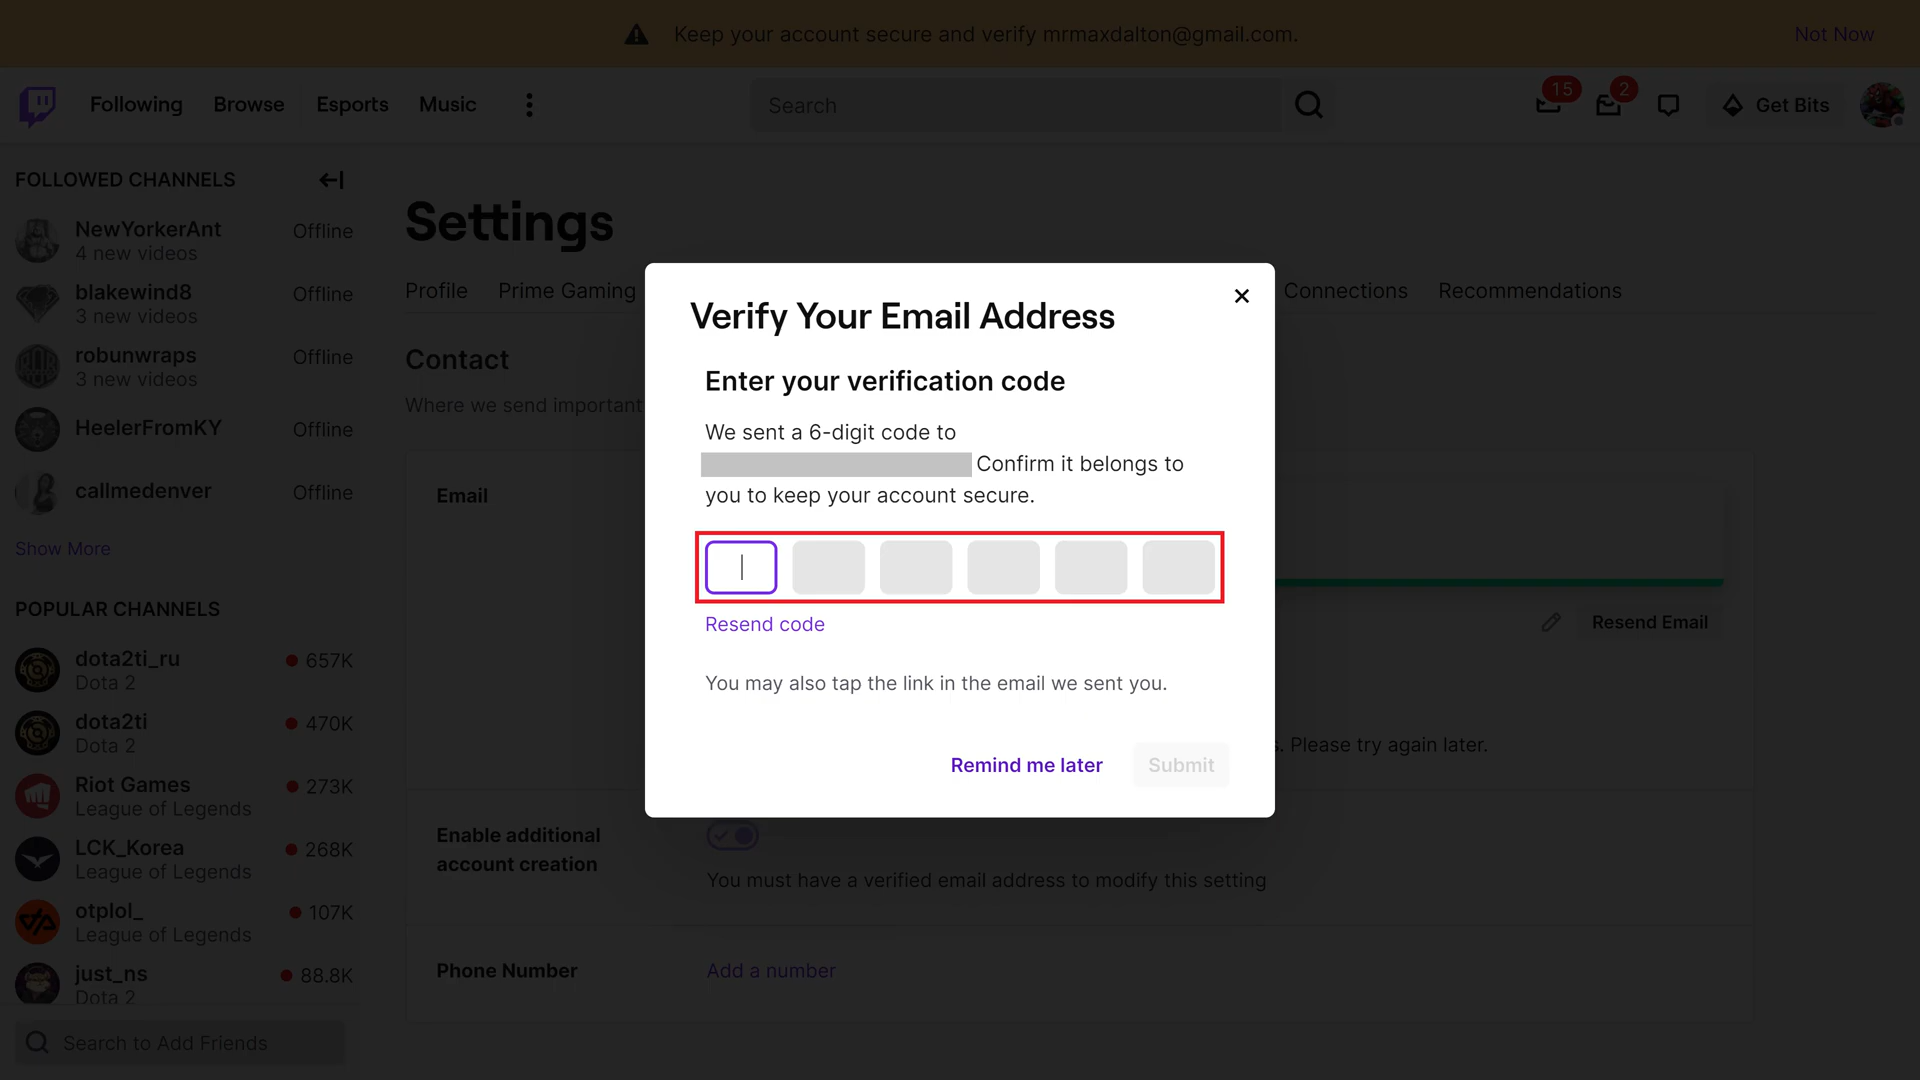 Keep your account secure and verify mrmaxdalton@gmail.com.
Not Now
Following
Browse
Esports
Music
Search
15
2
Get Bits
FOLLOWED CHANNELS
NewYorkerAnt
Offline
4 new videos
blakewind8
Offline
3 new videos
robunwraps
Offline
3 new videos
HeelerFromKY
Offline
callmedenver
Offline
Show More
POPULAR CHANNELS
dota2ti_ru
657K
Dota 2
dota2ti
470K
Dota 2
Riot Games
273K
League of Legends
LCK_Korea
268K
League of Legends
otplol_
107K
League of Legends
just_ns
88.8K
Dota 2
Search to Add Friends
Settings
Profile
Prime Gaming
Connections
Recommendations
Contact
Where we send important
Email
Resend Email
s. Please try again later.
Enable additional
account creation
You must have a verified email address to modify this setting
Phone Number
Add a number
Verify Your Email Address
Enter your verification code
We sent a 6-digit code to
Confirm it belongs to
you to keep your account secure.
Resend code
You may also tap the link in the email we sent you.
Remind me later
Submit